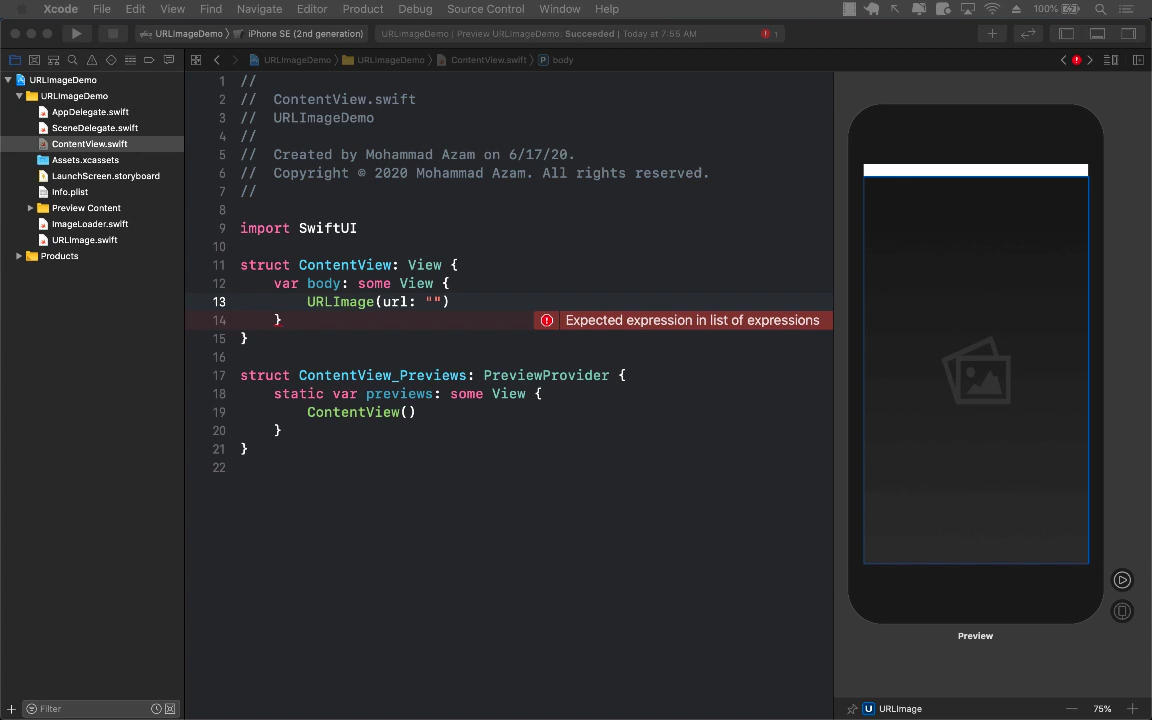 Xcode File Edit View Find Navigate Editor Product Debug Source Control Window Help 100%
URLImageDemo iPhone SE (2nd generation) URLImageDemo | Preview URLImageDemo: Succeeded | Today at 7:55 AM 1
URLImageDemo URLImageDemo ContentView.swift P body
URLImageDemo
URLImageDemo
AppDelegate.swift
SceneDelegate.swift
ContentView.swift
Assets.xcassets
LaunchScreen.storyboard
Info.plist
Preview Content
ImageLoader.swift
URLImage.swift
Products
1 //
2 //  ContentView.swift
3 //  URLImageDemo
4 //
5 //  Created by Mohammad Azam on 6/17/20.
6 //  Copyright © 2020 Mohammad Azam. All rights reserved.
7 //
8
9 import SwiftUI
10
11 struct ContentView: View {
12     var body: some View {
13         URLImage(url: "")
14     } Expected expression in list of expressions
15 }
16
17 struct ContentView_Previews: PreviewProvider {
18     static var previews: some View {
19         ContentView()
20     }
21 }
22
Preview
Filter
U URLImage 75%